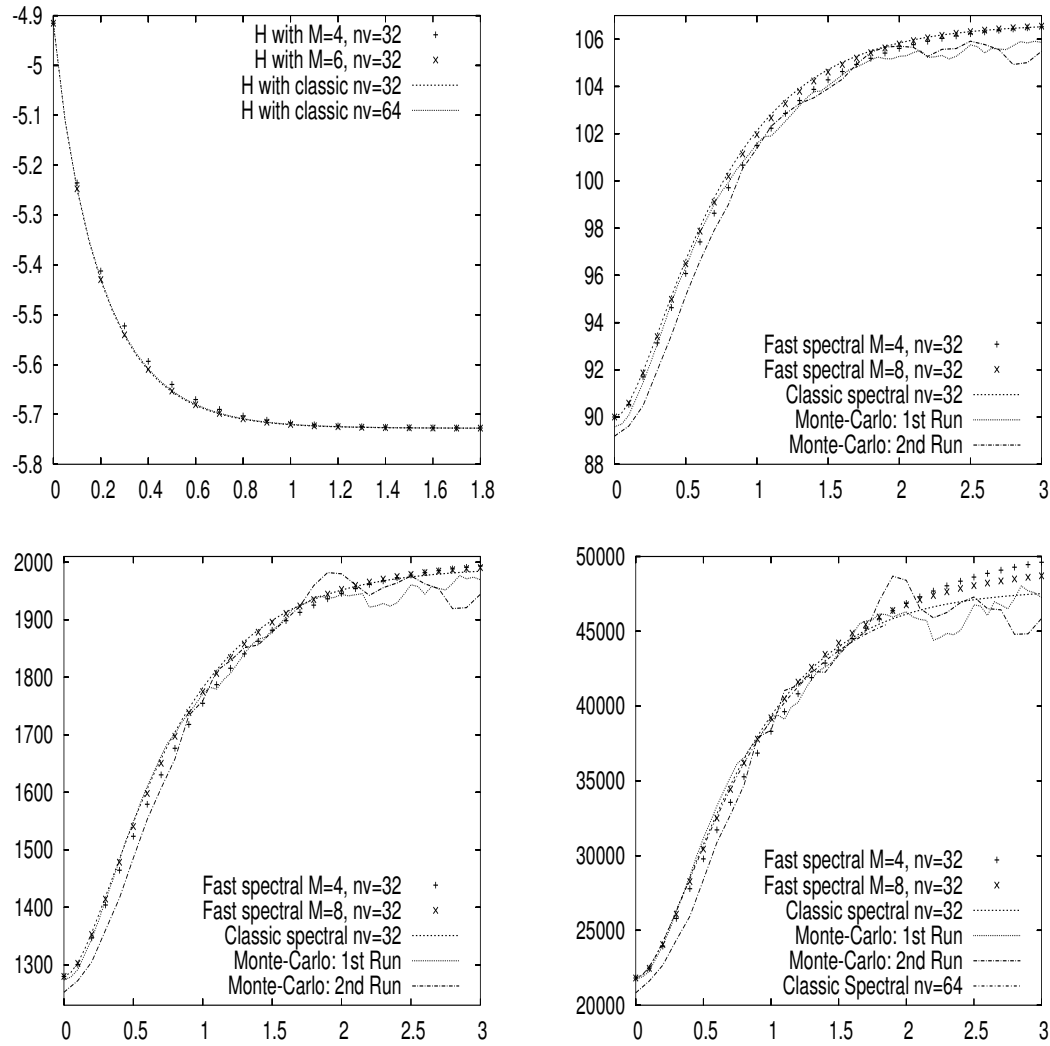 -4.9
-5
-5.1
-5.2
-5.3
-5.4
-5.5
-5.6
-5.7
-5.8
0 0.2 0.4 0.6 0.8 1 1.2 1.4 1.6 1.8
H with M=4, nv=32
H with M=6, nv=32
H with classic nv=32
H with classic nv=64
106
104
102
100
98
96
94
92
90
88
0 0.5 1 1.5 2 2.5 3
Fast spectral M=4, nv=32
Fast spectral M=8, nv=32
Classic spectral nv=32
Monte-Carlo: 1st Run
Monte-Carlo: 2nd Run
2000
1900
1800
1700
1600
1500
1400
1300
0 0.5 1 1.5 2 2.5 3
Fast spectral M=4, nv=32
Fast spectral M=8, nv=32
Classic spectral nv=32
Monte-Carlo: 1st Run
Monte-Carlo: 2nd Run
50000
45000
40000
35000
30000
25000
20000
0 0.5 1 1.5 2 2.5 3
Fast spectral M=4, nv=32
Fast spectral M=8, nv=32
Classic spectral nv=32
Monte-Carlo: 1st Run
Monte-Carlo: 2nd Run
Classic Spectral nv=64